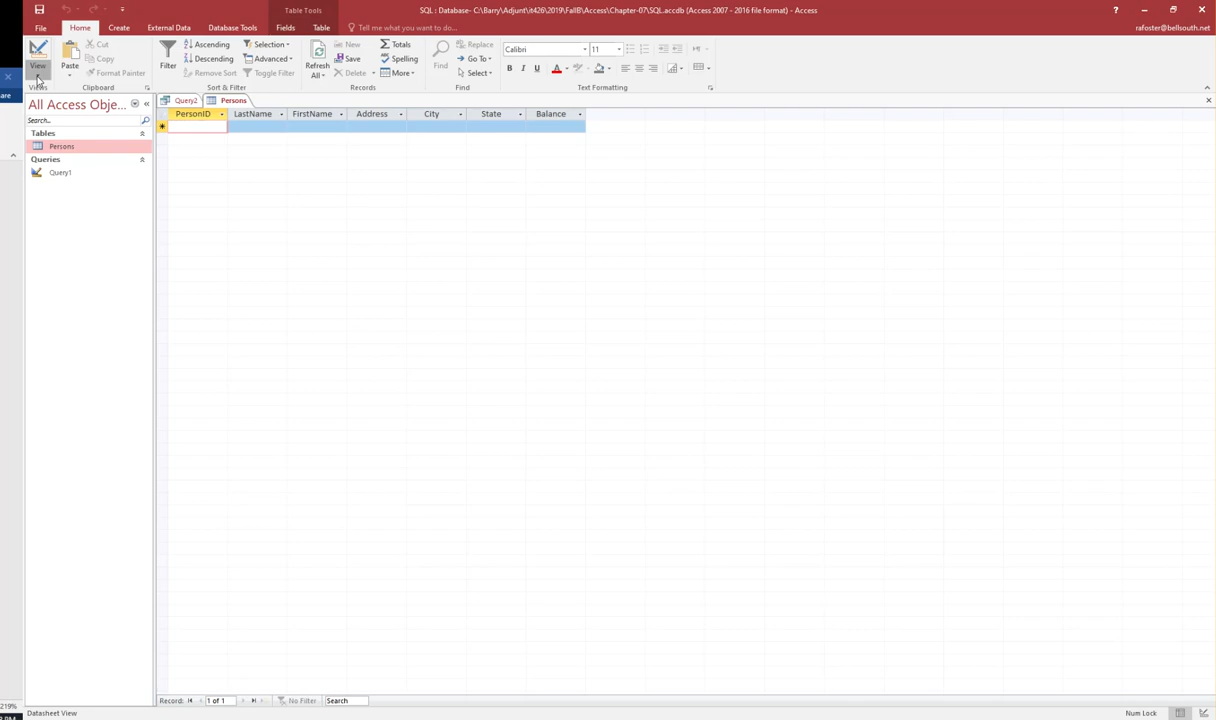 Table Tools
SQL : Database- C:\Barry\Adjunt\it426\2019\FallB\Access\Chapter-07\SQL.accdb (Access 2007 - 2016 file format) - Access
?
File Home Create External Data Database Tools Fields Table Tell me what you want to do...
rafoster@bellsouth.net
View
Views
Paste
Cut
Copy
Format Painter
Clipboard
Filter
Ascending
Descending
Remove Sort
Selection
Advanced
Toggle Filter
Sort & Filter
Refresh
All
New
Save
Delete
Totals
Spelling
More
Records
Find
Replace
Go To
Select
Find
Calibri 11
B I U A
Text Formatting
are
All Access Obje...
Search...
Tables
Persons
Queries
Query1
Query2 Persons
PersonID LastName FirstName Address City State Balance
Record: 1 of 1 No Filter Search
219%
Datasheet View
Num Lock